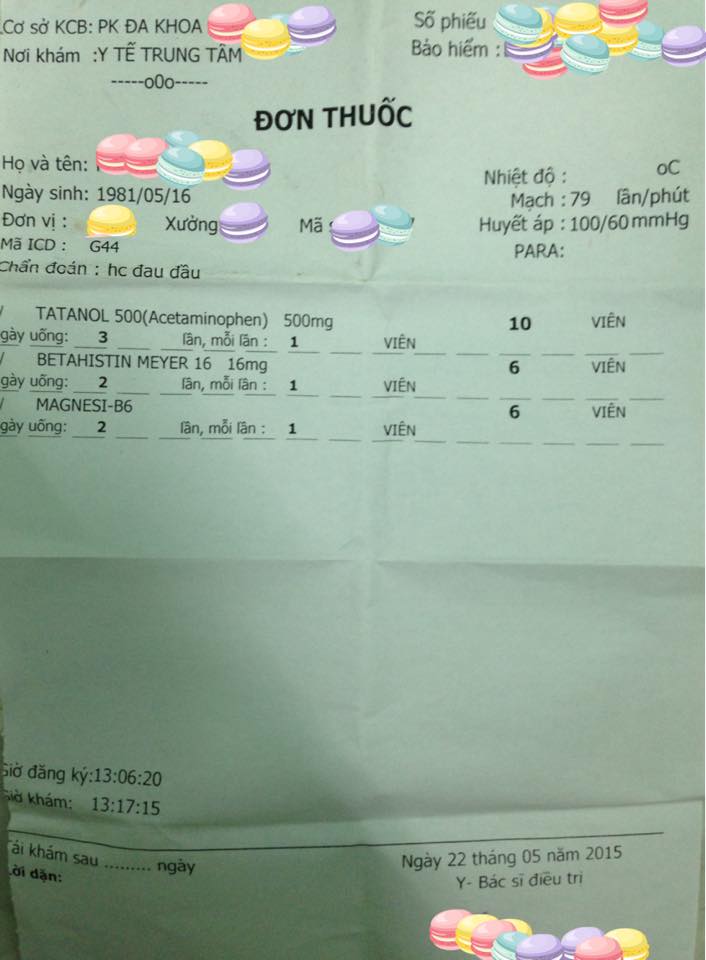 Cơ sở KCB: PK ĐA KHOA
Số phiếu
Nơi khám :Y TẾ TRUNG TÂM
Bảo hiểm :
-----o0o-----
ĐƠN THUỐC
Họ và tên:
Nhiệt độ : oC
Ngày sinh: 1981/05/16
Mạch : 79 lần/phút
Đơn vị : Xưởng Mã
Huyết áp : 100/60 mmHg
Mã ICD : G44
PARA:
Chẩn đoán : hc đau đầu
/ TATANOL 500(Acetaminophen) 500mg 10 VIÊN
gày uống: 3 lần, mỗi lần : 1 VIÊN
/ BETAHISTIN MEYER 16 16mg 6 VIÊN
gày uống: 2 lần, mỗi lần : 1 VIÊN
/ MAGNESI-B6 6 VIÊN
gày uống: 2 lần, mỗi lần : 1 VIÊN
Giờ đăng ký:13:06:20
Giờ khám: 13:17:15
Tái khám sau ......... ngày
Ngày 22 tháng 05 năm 2015
Lời dặn:
Y- Bác sĩ điều trị